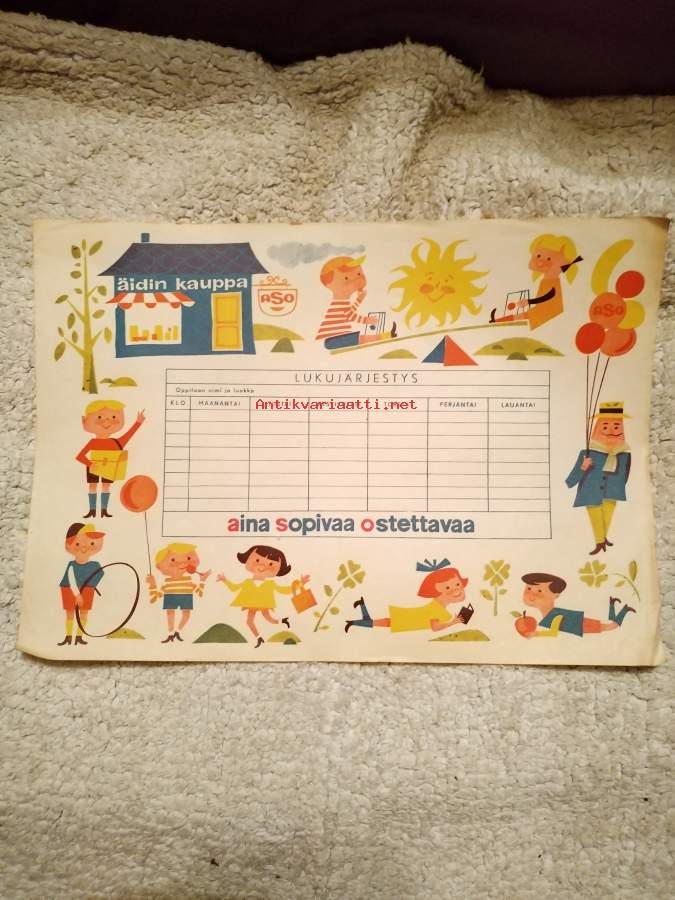 äidin kauppa
ASO
ASO
LUKUJÄRJESTYS
Oppilaan nimi ja luokka
Antikvariaatti.net
KLO MAANANTAI PERJANTAI LAUANTAI
aina sopivaa ostettavaa